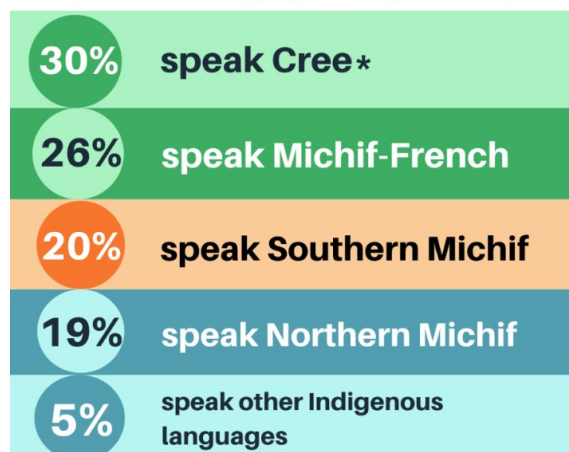 30% speak Cree*
26% speak Michif-French
20% speak Southern Michif
19% speak Northern Michif
5% speak other Indigenous
languages